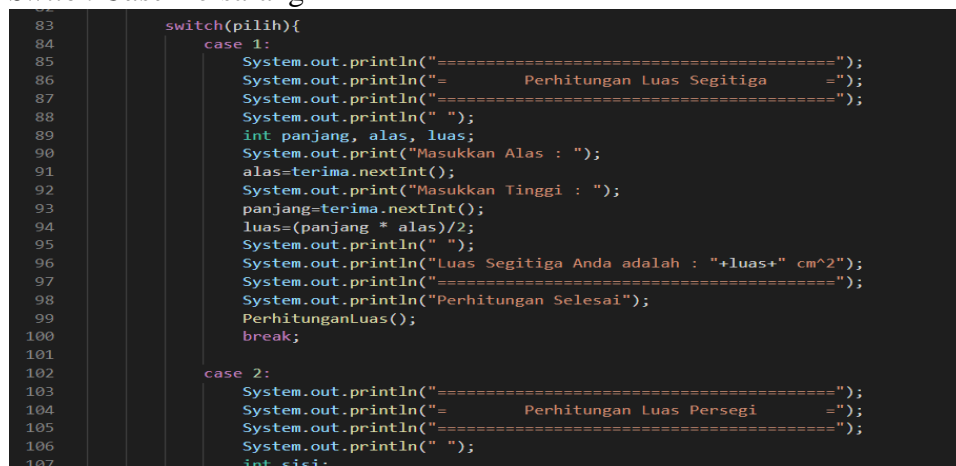 83 switch(pilih){
84 case 1:
85 System.out.println("=========================================");
86 System.out.println("=        Perhitungan Luas Segitiga      =");
87 System.out.println("=========================================");
88 System.out.println(" ");
89 int panjang, alas, luas;
90 System.out.print("Masukkan Alas : ");
91 alas=terima.nextInt();
92 System.out.print("Masukkan Tinggi : ");
93 panjang=terima.nextInt();
94 luas=(panjang * alas)/2;
95 System.out.println(" ");
96 System.out.println("Luas Segitiga Anda adalah : "+luas+" cm^2");
97 System.out.println("=========================================");
98 System.out.println("Perhitungan Selesai");
99 PerhitunganLuas();
100 break;
101
102 case 2:
103 System.out.println("=========================================");
104 System.out.println("=        Perhitungan Luas Persegi       =");
105 System.out.println("=========================================");
106 System.out.println(" ");
107 int sisi;